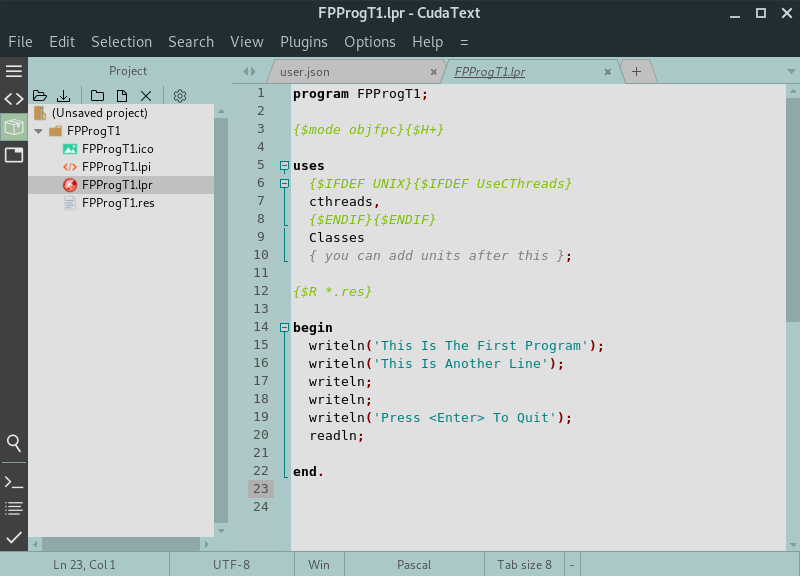 FPProgT1.lpr - CudaText
File Edit Selection Search View Plugins Options Help =
Project
(Unsaved project)
FPProgT1
FPProgT1.ico
FPProgT1.lpi
FPProgT1.lpr
FPProgT1.res
user.json × FPProgT1.lpr × +
1 program FPProgT1;
2
3 {$mode objfpc}{$H+}
4
5 uses
6 {$IFDEF UNIX}{$IFDEF UseCThreads}
7 cthreads,
8 {$ENDIF}{$ENDIF}
9 Classes
10 { you can add units after this };
11
12 {$R *.res}
13
14 begin
15 writeln('This Is The First Program');
16 writeln('This Is Another Line');
17 writeln;
18 writeln;
19 writeln('Press <Enter> To Quit');
20 readln;
21
22 end.
23
24
Ln 23, Col 1 UTF-8 Win Pascal Tab size 8 -